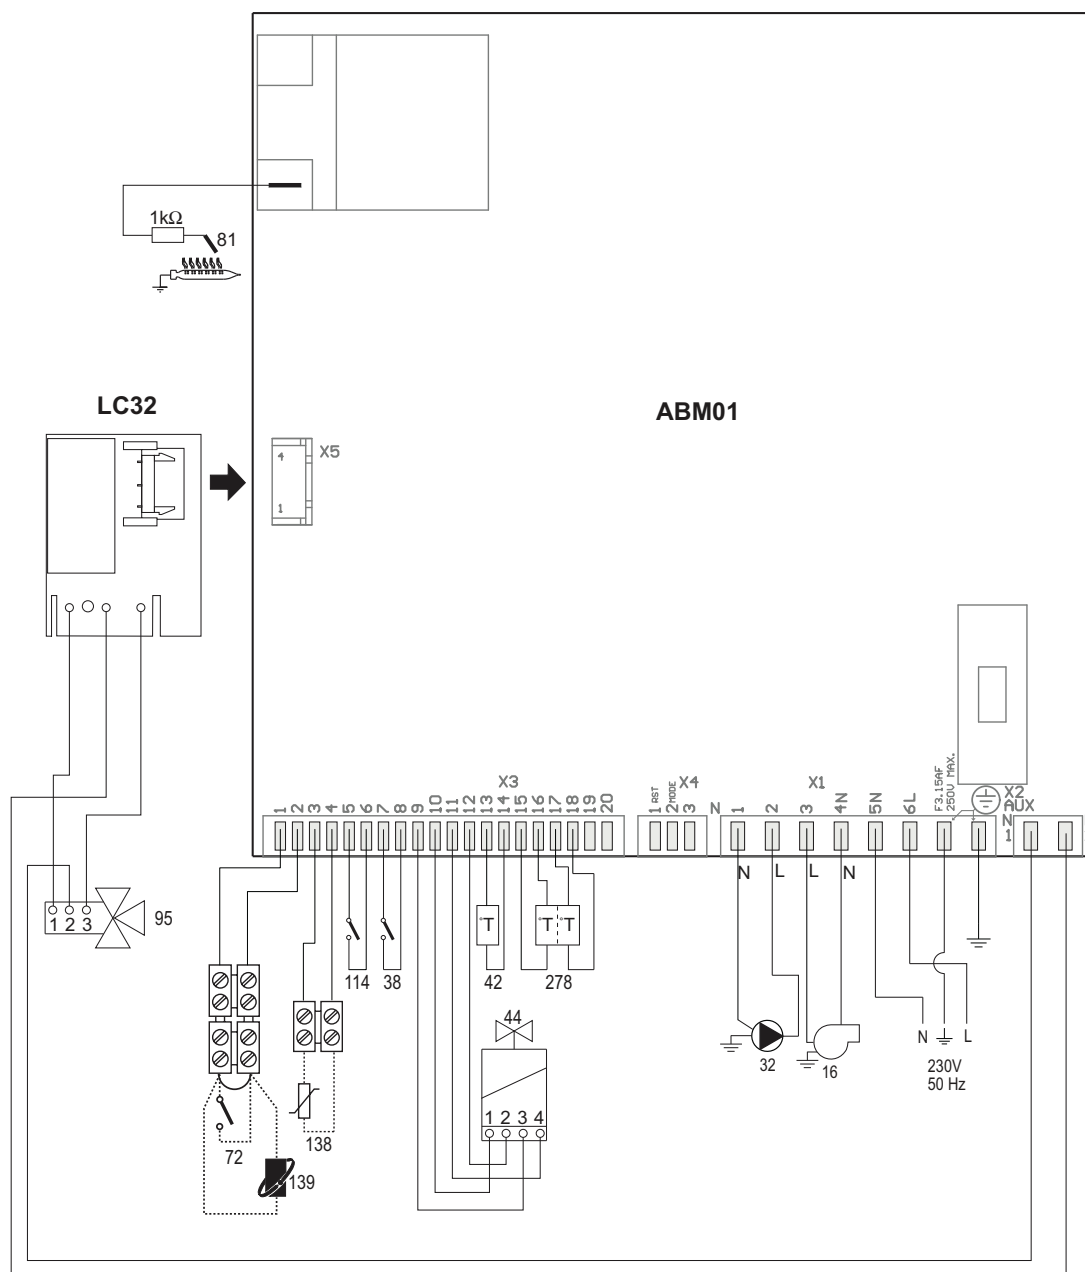 1kΩ
81
LC32
ABM01
X5
4
1
F3.15AF
250V MAX.
X3
X4
X1
X2
AUX
N
1
1 2 3 4 5 6 7 8 9 10 11 12 13 14 15 16 17 18 19 20
1 RST
2 MODE
3
N 1 2 3 4N 5N 6L
N L L N
1 2 3
95
°T
°T °T
114 38 42 278
44
N L
32
16
230V
50 Hz
1 2 3 4
138
72
139